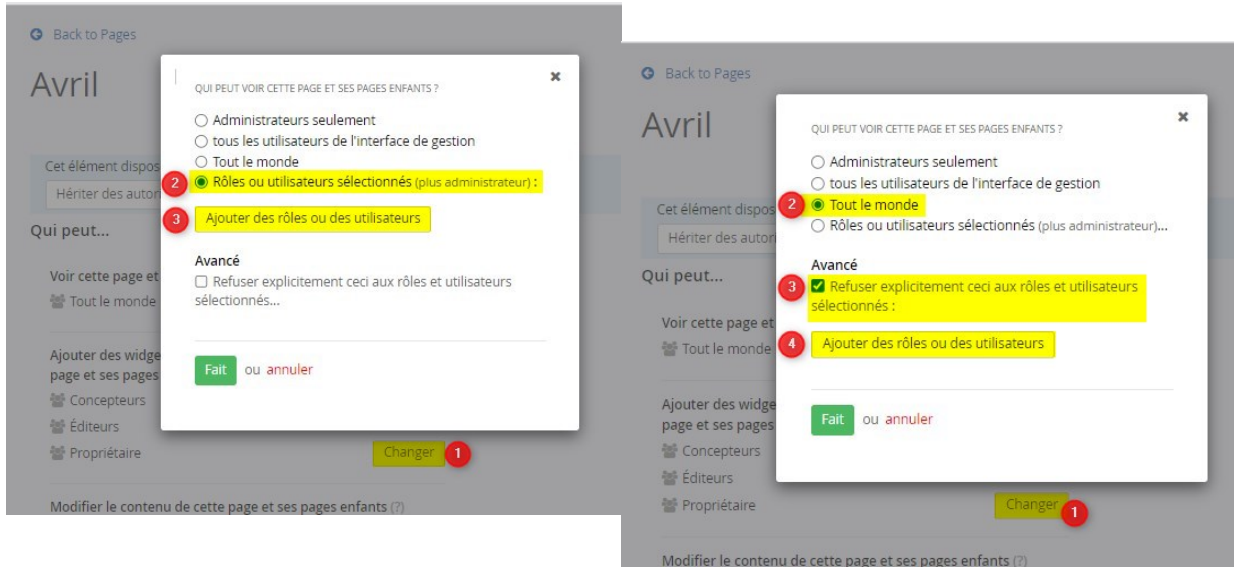 Back to Pages
Avril
QUI PEUT VOIR CETTE PAGE ET SES PAGES ENFANTS ?
Administrateurs seulement
tous les utilisateurs de l'interface de gestion
Tout le monde
2 Rôles ou utilisateurs sélectionnés (plus administrateur) :
3 Ajouter des rôles ou des utilisateurs
Avancé
Refuser explicitement ceci aux rôles et utilisateurs
sélectionnés...
Fait ou annuler
Cet élément dispos
Hériter des autori
Qui peut...
Voir cette page et
Tout le monde
Ajouter des widge
page et ses pages
Concepteurs
Éditeurs
Propriétaire
Changer 1
Modifier le contenu de cette page et ses pages enfants (?)
Back to Pages
Avril
QUI PEUT VOIR CETTE PAGE ET SES PAGES ENFANTS ?
Administrateurs seulement
tous les utilisateurs de l'interface de gestion
2 Tout le monde
Rôles ou utilisateurs sélectionnés (plus administrateur)...
Avancé
3 Refuser explicitement ceci aux rôles et utilisateurs
sélectionnés :
4 Ajouter des rôles ou des utilisateurs
Fait ou annuler
Cet élément dispos
Hériter des autori
Qui peut...
Voir cette page et
Tout le monde
Ajouter des widge
page et ses pages
Concepteurs
Éditeurs
Propriétaire
Changer 1
Modifier le contenu de cette page et ses pages enfants (?)